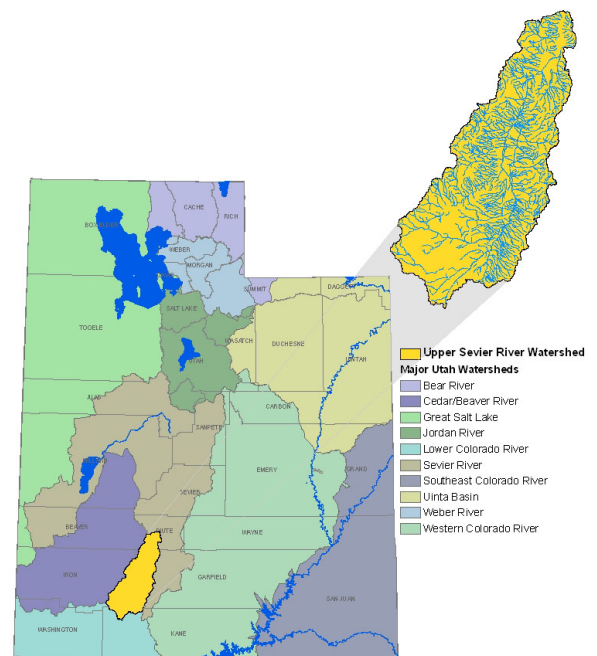 CACHE
RICH
WEBER
MORGAN
SUMMIT
DAGGETT
SALT LAKE
TOOELE
WASATCH
DUCHESNE
UINTAH
UTAH
JUAB
CARBON
SANPETE
EMERY
GRAND
SEVIER
BEAVER
PIUTE
WAYNE
IRON
GARFIELD
SAN JUAN
WASHINGTON
KANE
Upper Sevier River Watershed
Major Utah Watersheds
Bear River
Cedar/Beaver River
Great Salt Lake
Jordan River
Lower Colorado River
Sevier River
Southeast Colorado River
Uinta Basin
Weber River
Western Colorado River